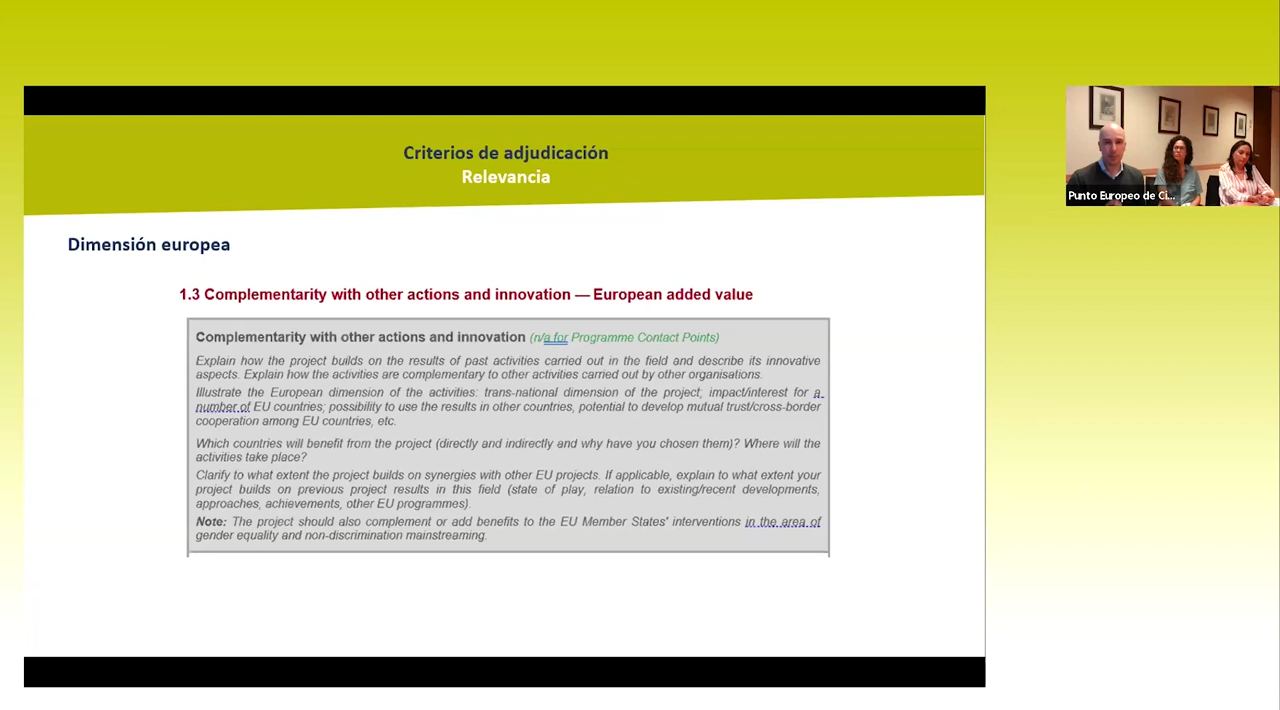 Criterios de adjudicación
Relevancia
Dimensión europea
1.3 Complementarity with other actions and innovation — European added value
Complementarity with other actions and innovation (n/a for Programme Contact Points)
Explain how the project builds on the results of past activities carried out in the field and describe its innovative
aspects. Explain how the activities are complementary to other activities carried out by other organisations.
Illustrate the European dimension of the activities: trans-national dimension of the project; impact/interest for a
number of EU countries; possibility to use the results in other countries, potential to develop mutual trust/cross-border
cooperation among EU countries, etc.
Which countries will benefit from the project (directly and indirectly and why have you chosen them)? Where will the
activities take place?
Clarify to what extent the project builds on synergies with other EU projects. If applicable, explain to what extent your
project builds on previous project results in this field (state of play, relation to existing/recent developments,
approaches, achievements, other EU programmes).
Note: The project should also complement or add benefits to the EU Member States' interventions in the area of
gender equality and non-discrimination mainstreaming.
Punto Europeo de Ci...